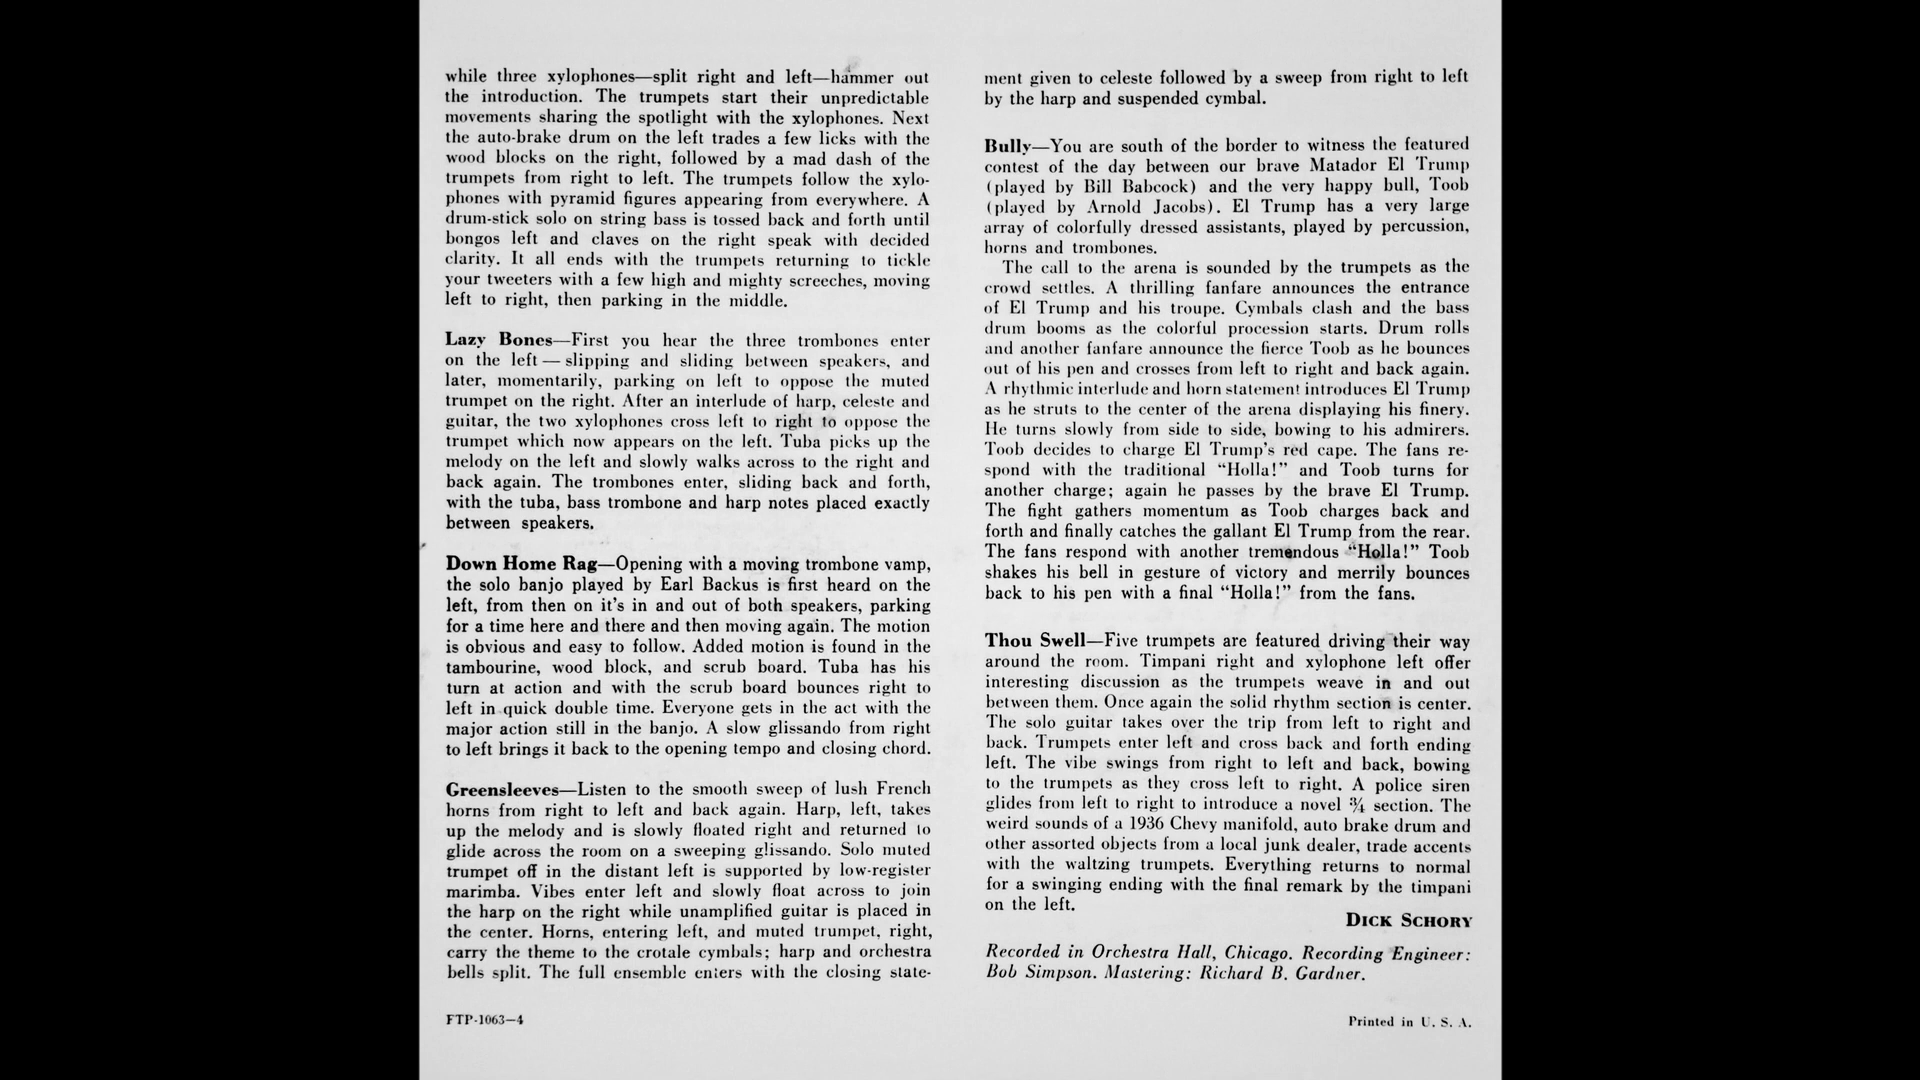 while three xylophones—split right and left—hammer out
the introduction. The trumpets start their unpredictable
movements sharing the spotlight with the xylophones. Next
the auto-brake drum on the left trades a few licks with the
wood blocks on the right, followed by a mad dash of the
trumpets from right to left. The trumpets follow the xylo-
phones with pyramid figures appearing from everywhere. A
drum-stick solo on string bass is tossed back and forth until
bongos left and claves on the right speak with decided
clarity. It all ends with the trumpets returning to tickle
your tweeters with a few high and mighty screeches, moving
left to right, then parking in the middle.
Lazy Bones—First you hear the three trombones enter
on the left — slipping and sliding between speakers, and
later, momentarily, parking on left to oppose the muted
trumpet on the right. After an interlude of harp, celeste and
guitar, the two xylophones cross left to right to oppose the
trumpet which now appears on the left. Tuba picks up the
melody on the left and slowly walks across to the right and
back again. The trombones enter, sliding back and forth,
with the tuba, bass trombone and harp notes placed exactly
between speakers.
Down Home Rag—Opening with a moving trombone vamp,
the solo banjo played by Earl Backus is first heard on the
left, from then on it's in and out of both speakers, parking
for a time here and there and then moving again. The motion
is obvious and easy to follow. Added motion is found in the
tambourine, wood block, and scrub board. Tuba has his
turn at action and with the scrub board bounces right to
left in quick double time. Everyone gets in the act with the
major action still in the banjo. A slow glissando from right
to left brings it back to the opening tempo and closing chord.
Greensleeves—Listen to the smooth sweep of lush French
horns from right to left and back again. Harp, left, takes
up the melody and is slowly floated right and returned to
glide across the room on a sweeping glissando. Solo muted
trumpet off in the distant left is supported by low-register
marimba. Vibes enter left and slowly float across to join
the harp on the right while unamplified guitar is placed in
the center. Horns, entering left, and muted trumpet, right,
carry the theme to the crotale cymbals; harp and orchestra
bells split. The full ensemble enters with the closing state-
FTP-1063—4
ment given to celeste followed by a sweep from right to left
by the harp and suspended cymbal.
Bully—You are south of the border to witness the featured
contest of the day between our brave Matador El Trump
(played by Bill Babcock) and the very happy bull, Toob
(played by Arnold Jacobs). El Trump has a very large
array of colorfully dressed assistants, played by percussion,
horns and trombones.
The call to the arena is sounded by the trumpets as the
crowd settles. A thrilling fanfare announces the entrance
of El Trump and his troupe. Cymbals clash and the bass
drum booms as the colorful procession starts. Drum rolls
and another fanfare announce the fierce Toob as he bounces
out of his pen and crosses from left to right and back again.
A rhythmic interlude and horn statement introduces El Trump
as he struts to the center of the arena displaying his finery.
He turns slowly from side to side, bowing to his admirers.
Toob decides to charge El Trump's red cape. The fans re-
spond with the traditional “Holla!” and Toob turns for
another charge; again he passes by the brave El Trump.
The fight gathers momentum as Toob charges back and
forth and finally catches the gallant El Trump from the rear.
The fans respond with another tremendous “Holla!” Toob
shakes his bell in gesture of victory and merrily bounces
back to his pen with a final “Holla!” from the fans.
Thou Swell—Five trumpets are featured driving their way
around the room. Timpani right and xylophone left offer
interesting discussion as the trumpets weave in and out
between them. Once again the solid rhythm section is center.
The solo guitar takes over the trip from left to right and
back. Trumpets enter left and cross back and forth ending
left. The vibe swings from right to left and back, bowing
to the trumpets as they cross left to right. A police siren
glides from left to right to introduce a novel ¾ section. The
weird sounds of a 1936 Chevy manifold, auto brake drum and
other assorted objects from a local junk dealer, trade accents
with the waltzing trumpets. Everything returns to normal
for a swinging ending with the final remark by the timpani
on the left.
DICK SCHORY
Recorded in Orchestra Hall, Chicago. Recording Engineer:
Bob Simpson. Mastering: Richard B. Gardner.
Printed in U. S. A.